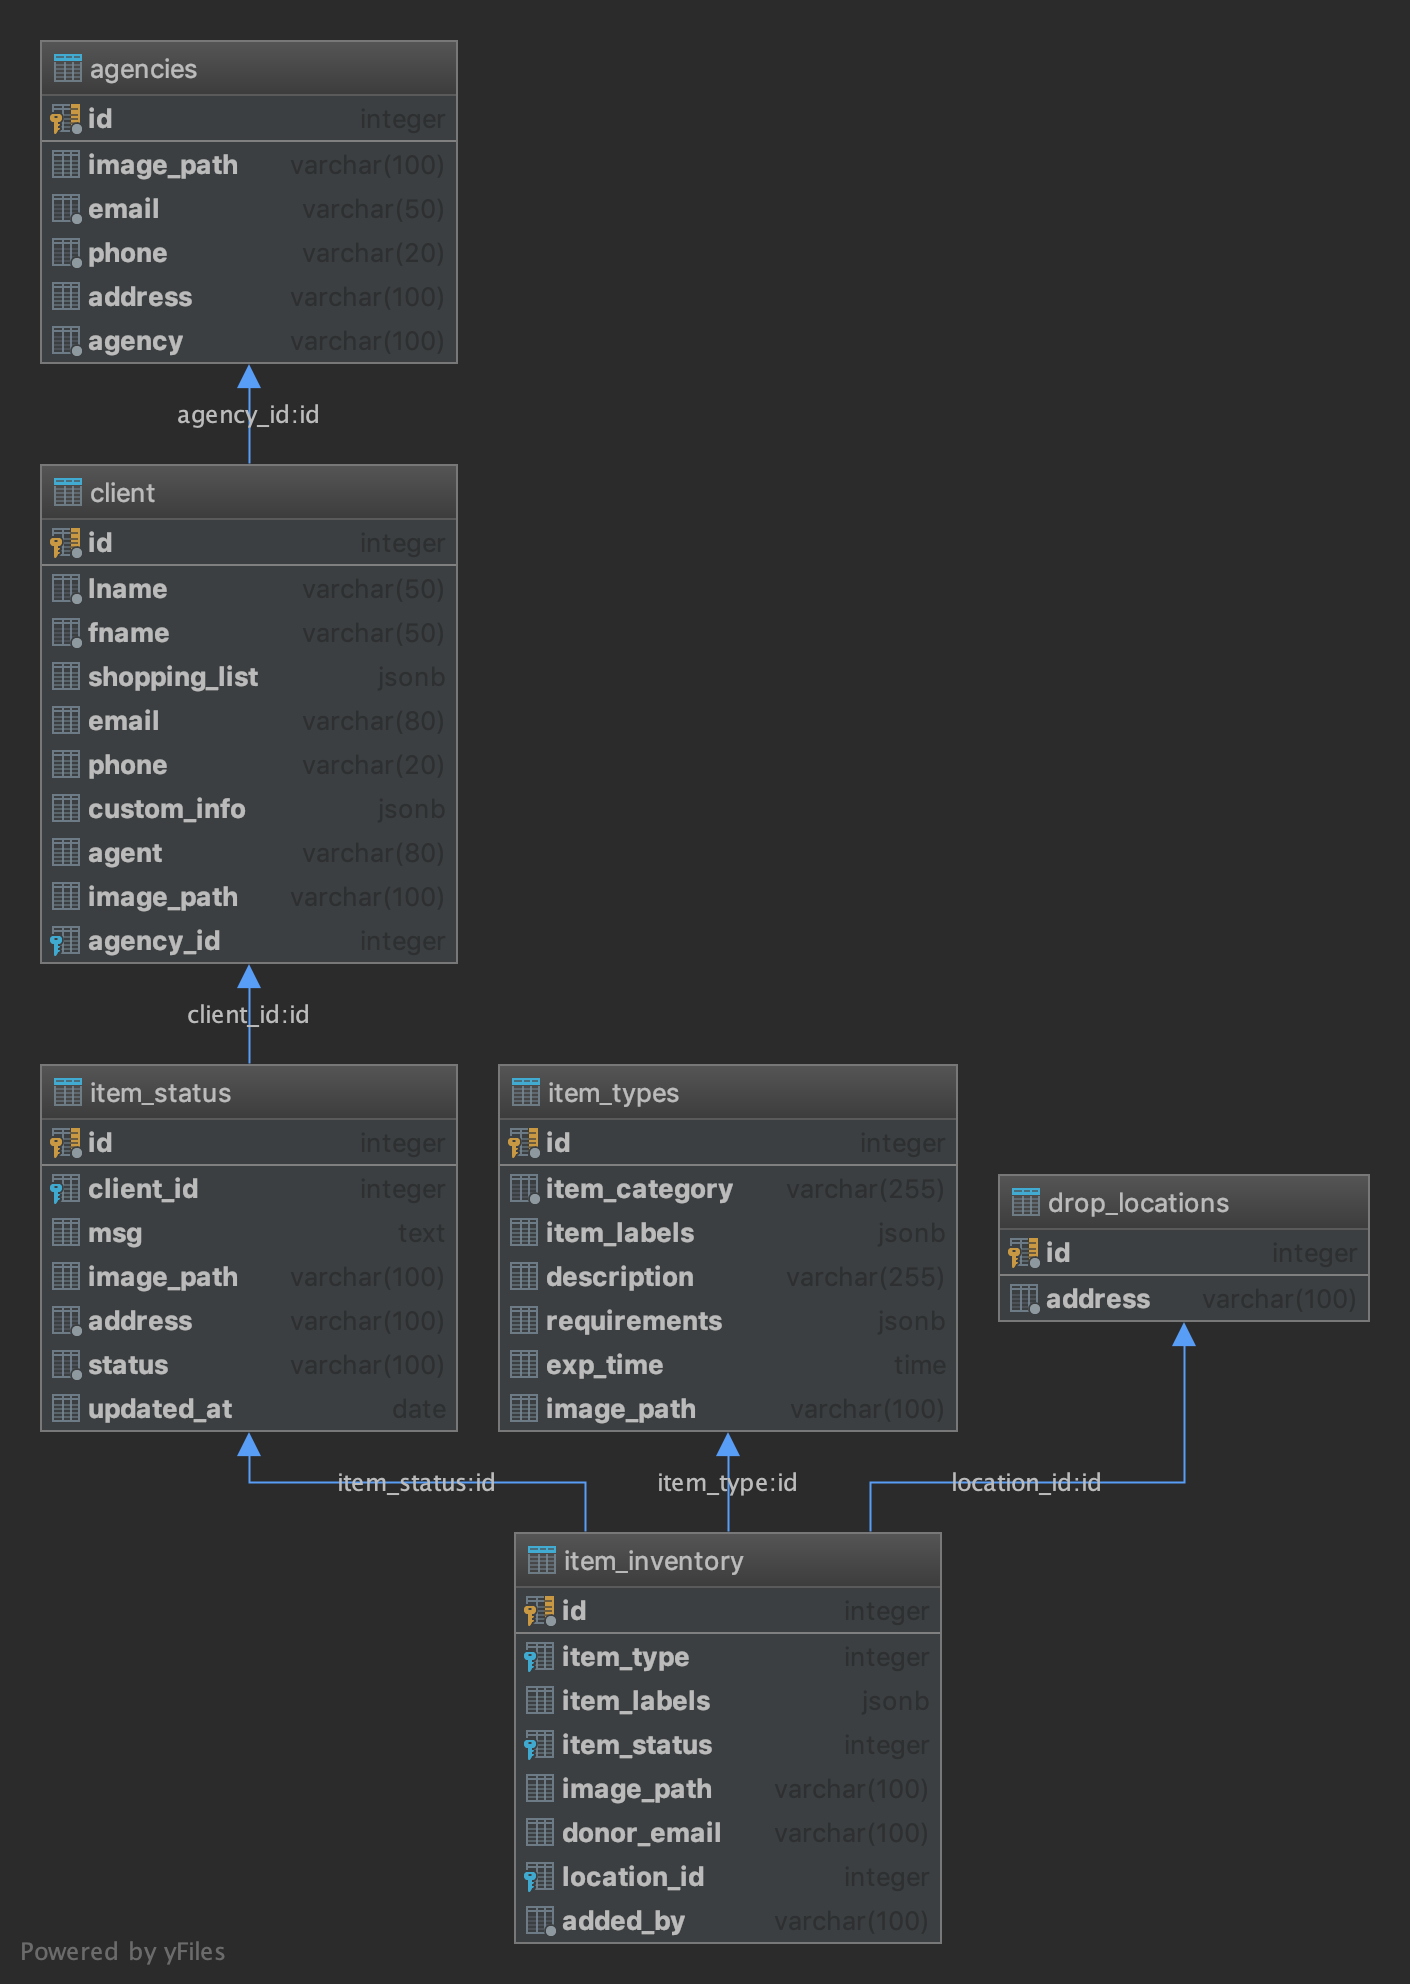 agencies
id integer
image_path varchar(100)
email varchar(50)
phone varchar(20)
address varchar(100)
agency varchar(100)
agency_id:id
client
id integer
lname varchar(50)
fname varchar(50)
shopping_list jsonb
email varchar(80)
phone varchar(20)
custom_info jsonb
agent varchar(80)
image_path varchar(100)
agency_id integer
client_id:id
item_status
id integer
client_id integer
msg text
image_path varchar(100)
address varchar(100)
status varchar(100)
updated_at date
item_types
id integer
item_category varchar(255)
item_labels jsonb
description varchar(255)
requirements jsonb
exp_time time
image_path varchar(100)
drop_locations
id integer
address varchar(100)
item_status:id
item_type:id
location_id:id
item_inventory
id integer
item_type integer
item_labels jsonb
item_status integer
image_path varchar(100)
donor_email varchar(100)
location_id integer
added_by varchar(100)
Powered by yFiles